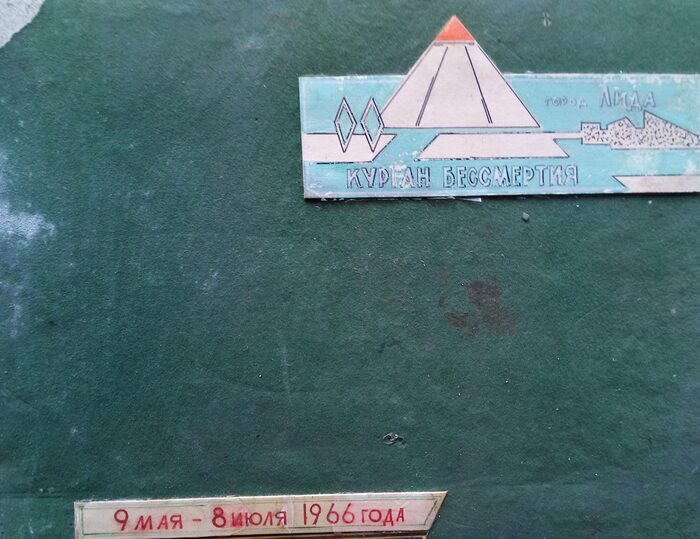 город ЛИДА
КУРГАН БЕССМЕРТИЯ
9 МАЯ - 8 ИЮЛЯ 1966 ГОДА